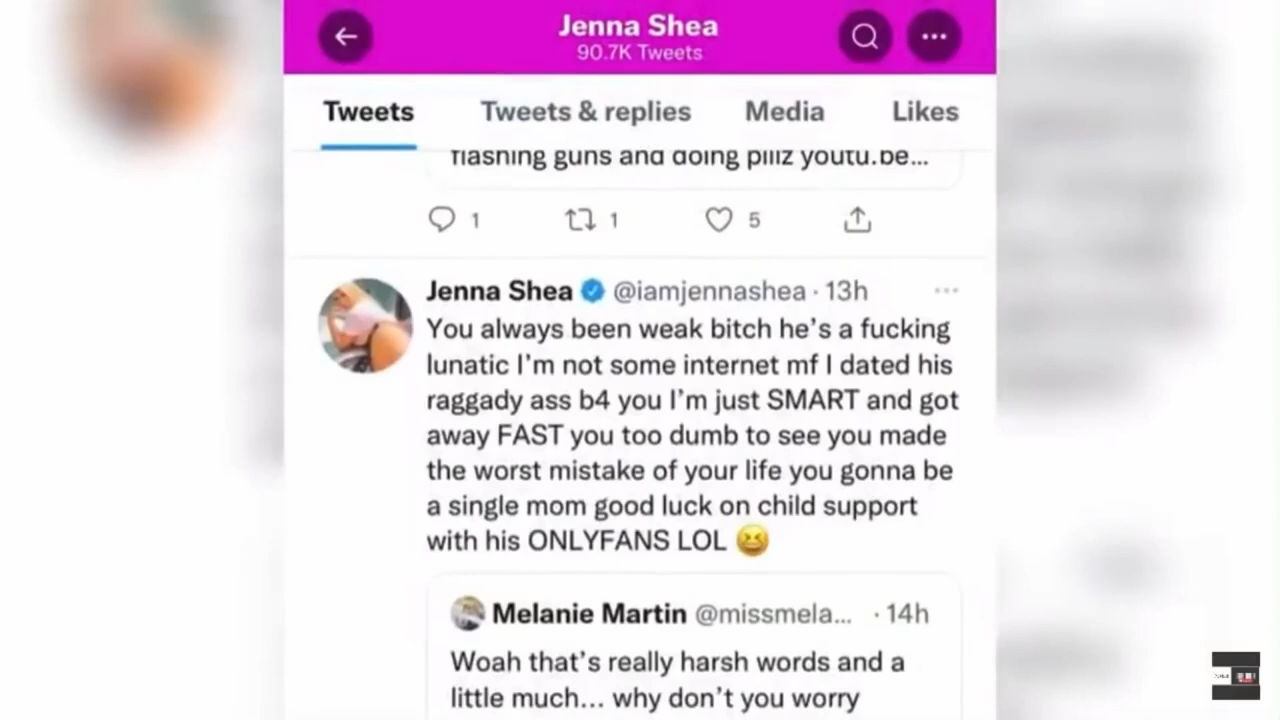 Jenna Shea
90.7K Tweets
Tweets Tweets & replies Media Likes
flashing guns and doing pillz youtu.be...
1 1 5
Jenna Shea @iamjennashea · 13h
You always been weak bitch he's a fucking
lunatic I'm not some internet mf I dated his
raggady ass b4 you I'm just SMART and got
away FAST you too dumb to see you made
the worst mistake of your life you gonna be
a single mom good luck on child support
with his ONLYFANS LOL 😆
Melanie Martin @missmela... · 14h
Woah that's really harsh words and a
little much... why don't you worry